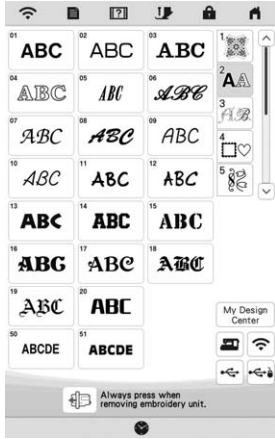 01 ABC 02 ABC 03 ABC 1
04 ABC 05 ABC 06 ABC 2 AA
07 ABC 08 ABC 09 ABC 3 A.B.
10 ABC 11 ABC 12 ABC 4
13 ABC 14 ABC 15 ABC 5
16 ABC 17 ABC 18 ABC
19 ABC 20 ABC
My Design
Center
50 ABCDE 51 ABCDE
Always press when
removing embroidery unit.